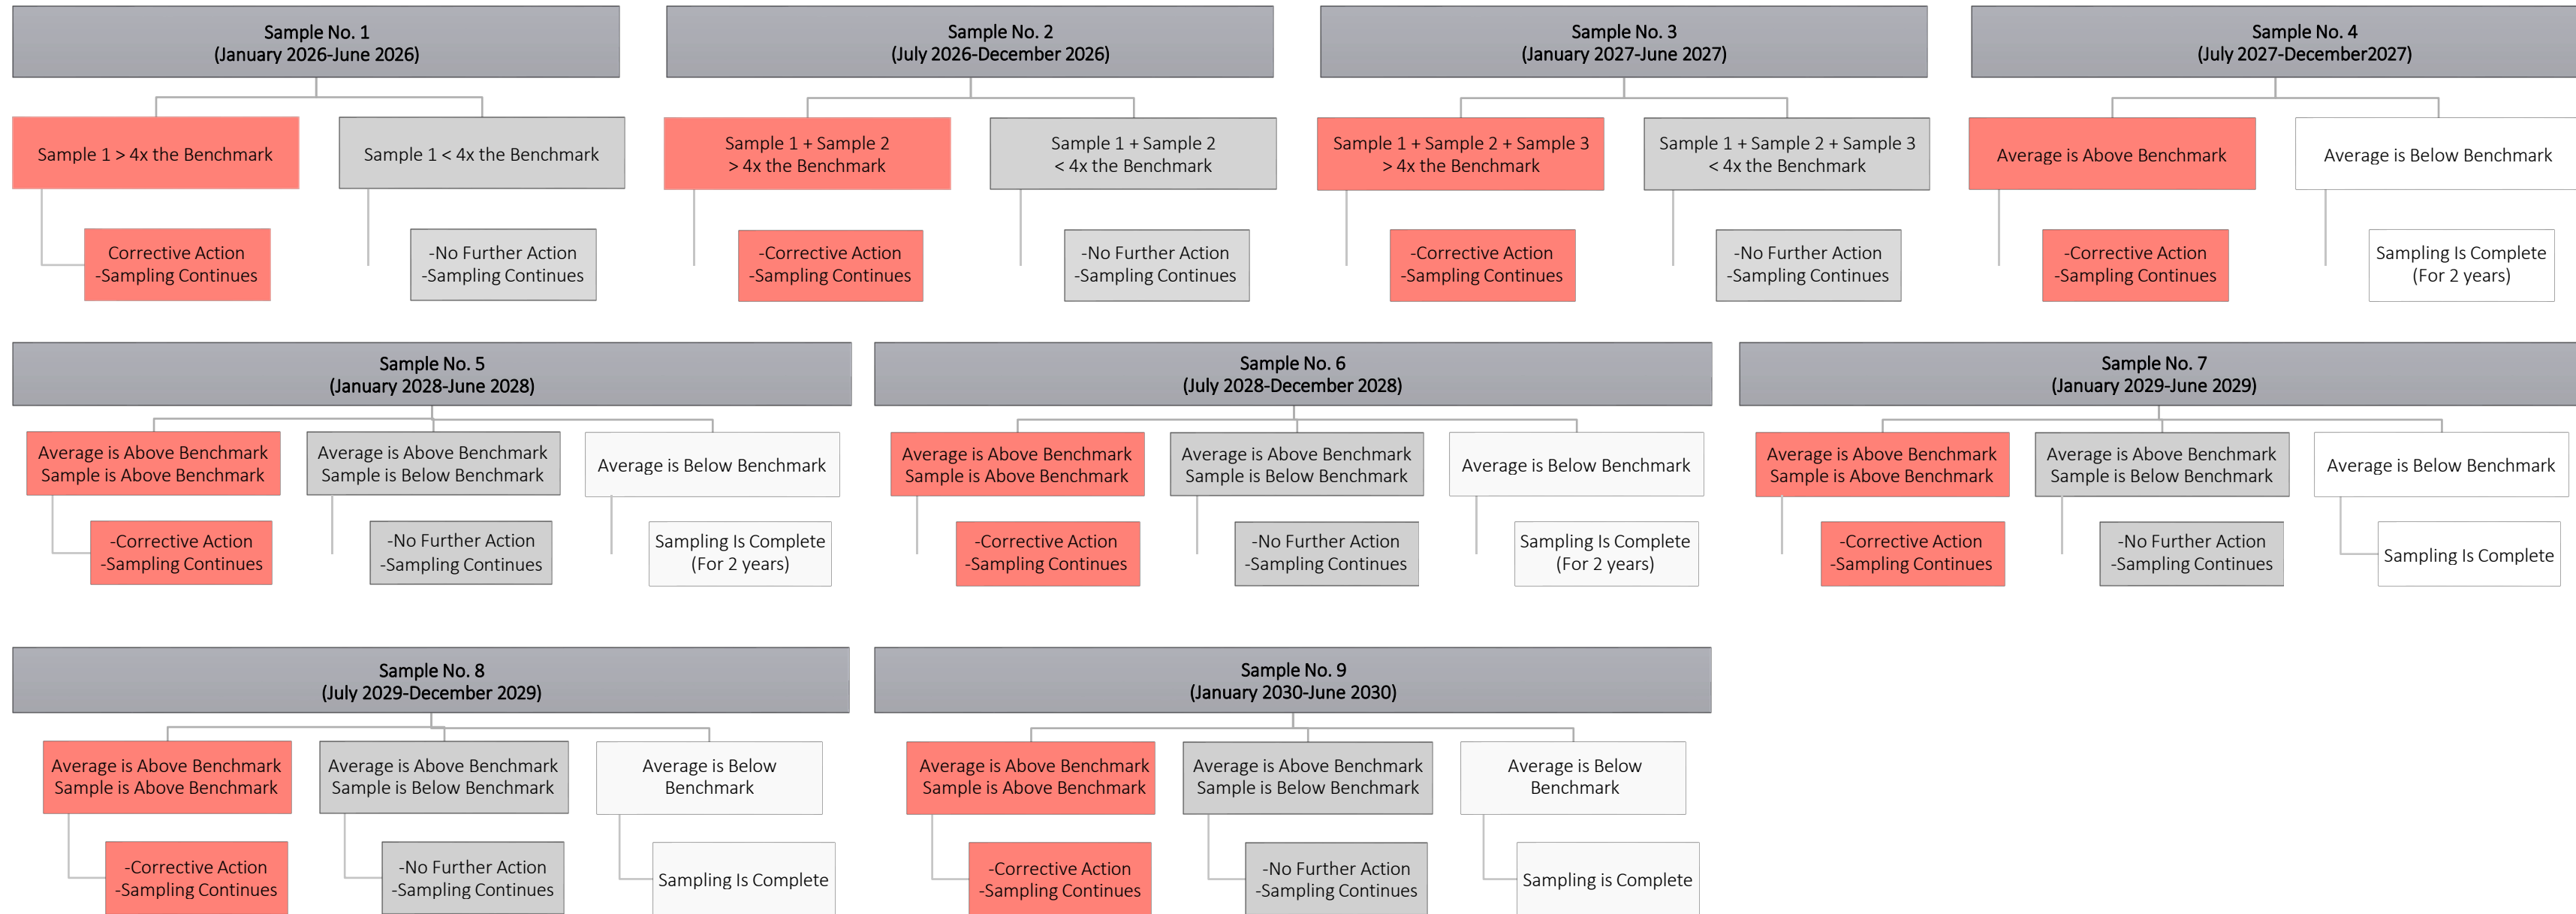 Sample No. 1
(January 2026-June 2026)
Sample 1 > 4x the Benchmark
Corrective Action
-Sampling Continues
Sample 1 < 4x the Benchmark
-No Further Action
-Sampling Continues
Sample No. 2
(July 2026-December 2026)
Sample 1 + Sample 2
> 4x the Benchmark
-Corrective Action
-Sampling Continues
Sample 1 + Sample 2
< 4x the Benchmark
-No Further Action
-Sampling Continues
Sample No. 3
(January 2027-June 2027)
Sample 1 + Sample 2 + Sample 3
> 4x the Benchmark
-Corrective Action
-Sampling Continues
Sample 1 + Sample 2 + Sample 3
< 4x the Benchmark
-No Further Action
-Sampling Continues
Sample No. 4
(July 2027-December2027)
Average is Above Benchmark
-Corrective Action
-Sampling Continues
Average is Below Benchmark
Sampling Is Complete
(For 2 years)
Sample No. 5
(January 2028-June 2028)
Average is Above Benchmark
Sample is Above Benchmark
-Corrective Action
-Sampling Continues
Average is Above Benchmark
Sample is Below Benchmark
-No Further Action
-Sampling Continues
Average is Below Benchmark
Sampling Is Complete
(For 2 years)
Sample No. 6
(July 2028-December 2028)
Average is Above Benchmark
Sample is Above Benchmark
-Corrective Action
-Sampling Continues
Average is Above Benchmark
Sample is Below Benchmark
-No Further Action
-Sampling Continues
Average is Below Benchmark
Sampling Is Complete
(For 2 years)
Sample No. 7
(January 2029-June 2029)
Average is Above Benchmark
Sample is Above Benchmark
-Corrective Action
-Sampling Continues
Average is Above Benchmark
Sample is Below Benchmark
-No Further Action
-Sampling Continues
Average is Below Benchmark
Sampling Is Complete
Sample No. 8
(July 2029-December 2029)
Average is Above Benchmark
Sample is Above Benchmark
-Corrective Action
-Sampling Continues
Average is Above Benchmark
Sample is Below Benchmark
-No Further Action
-Sampling Continues
Average is Below
Benchmark
Sampling Is Complete
Sample No. 9
(January 2030-June 2030)
Average is Above Benchmark
Sample is Above Benchmark
-Corrective Action
-Sampling Continues
Average is Above Benchmark
Sample is Below Benchmark
-No Further Action
-Sampling Continues
Average is Below
Benchmark
Sampling is Complete